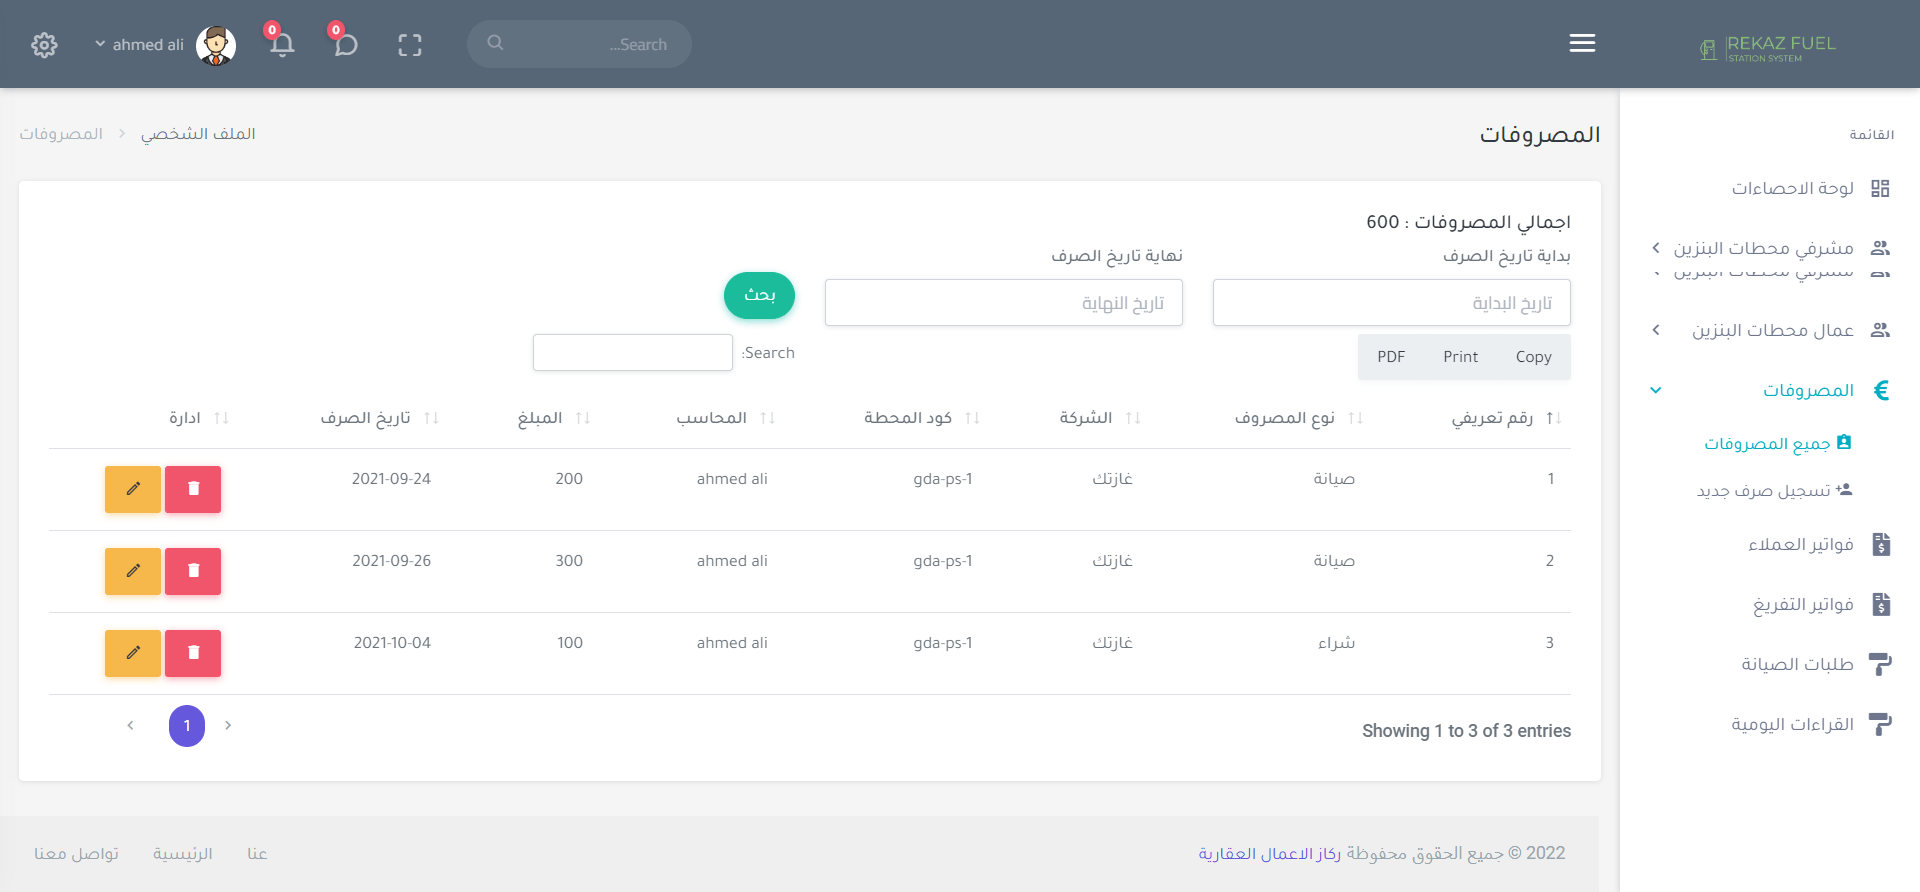 REKAZ FUEL
STATION SYSTEM
Search...
0
0
ahmed ali
القائمة
لوحة الاحصاءات
مشرفي محطات البنزين
مشرفي محطات البنزين
عمال محطات البنزين
المصروفات
جميع المصروفات
تسجيل صرف جديد
فواتير العملاء
فواتير التفريغ
طلبات الصيانة
القراءات اليومية
المصروفات
الملف الشخصي
المصروفات
اجمالي المصروفات : 600
بداية تاريخ الصرف
نهاية تاريخ الصرف
تاريخ البداية
تاريخ النهاية
بحث
Copy Print PDF
Search:
رقم تعريفي نوع المصروف الشركة كود المحطة المحاسب المبلغ تاريخ الصرف ادارة
1 صيانة غازتك gda-ps-1 ahmed ali 200 2021-09-24
2 صيانة غازتك gda-ps-1 ahmed ali 300 2021-09-26
3 شراء غازتك gda-ps-1 ahmed ali 100 2021-10-04
Showing 1 to 3 of 3 entries
1
2022 © جميع الحقوق محفوظة ركاز الاعمال العقارية
عنا الرئيسية تواصل معنا